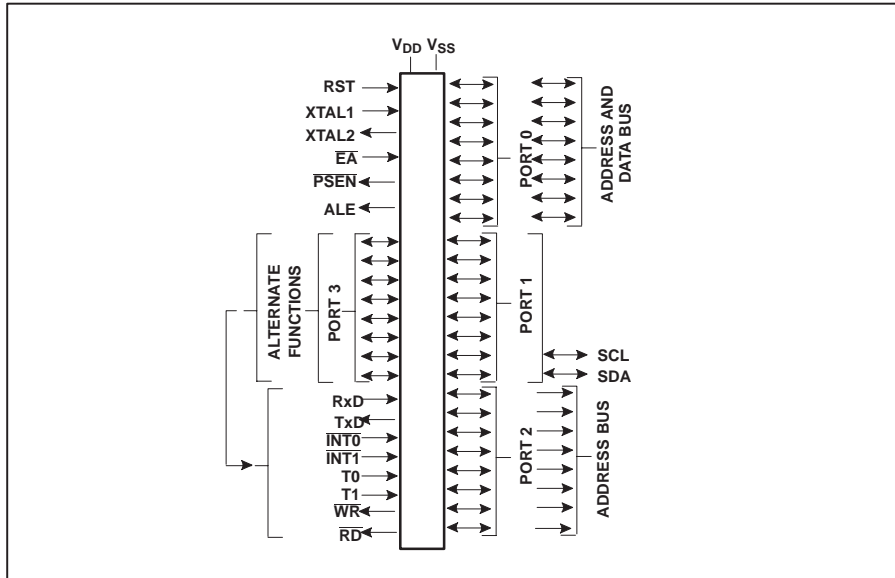 VDD VSS
RST
XTAL1
XTAL2
EA
PSEN
ALE
PORT 0
ADDRESS AND
DATA BUS
ALTERNATE
FUNCTIONS
PORT 3
PORT 1
SCL
SDA
RxD
TxD
INT0
INT1
T0
T1
WR
RD
PORT 2
ADDRESS BUS